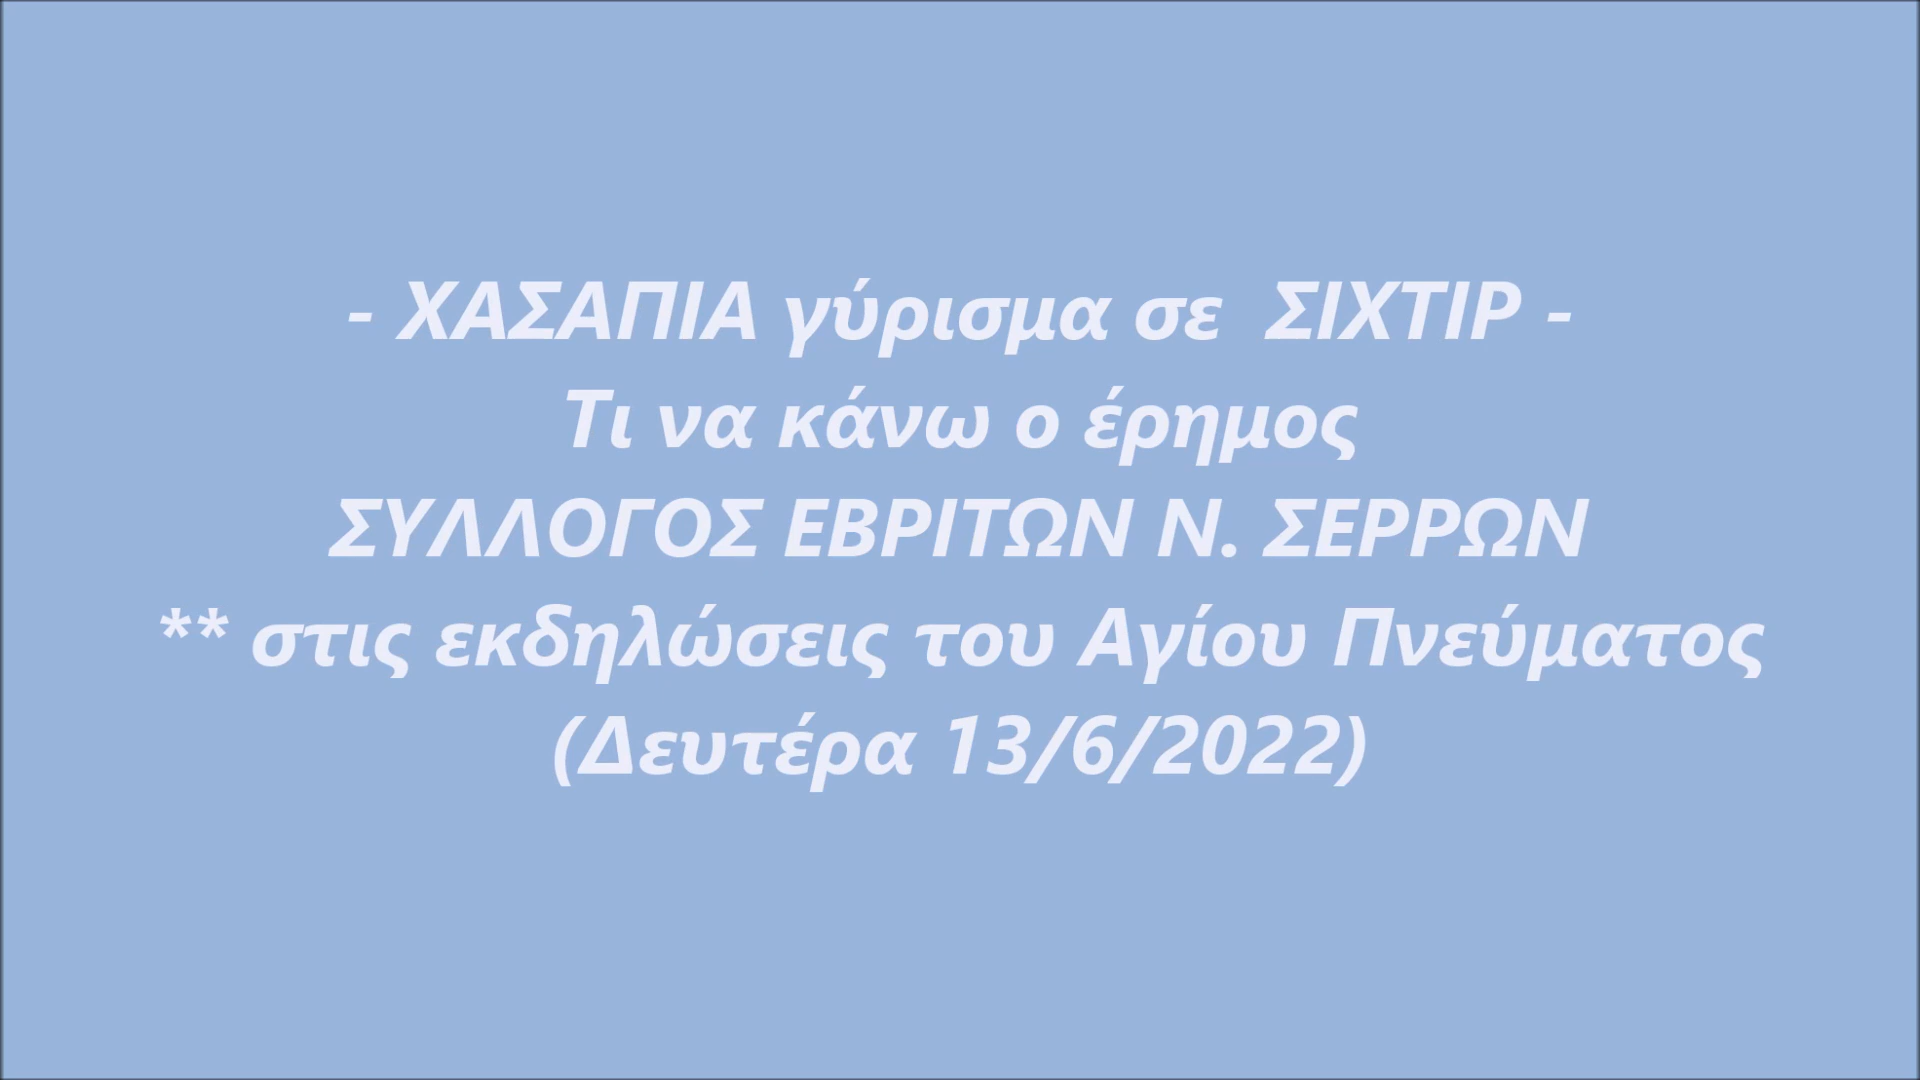 - ΧΑΣΑΠΙΑ γύρισμα σε  ΣΙΧΤΙΡ -
Τι να κάνω ο έρημος
ΣΥΛΛΟΓΟΣ ΕΒΡΙΤΩΝ Ν. ΣΕΡΡΩΝ
** στις εκδηλώσεις του Αγίου Πνεύματος
(Δευτέρα 13/6/2022)